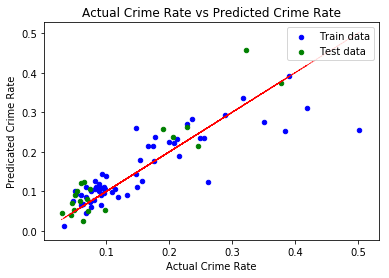 Actual Crime Rate vs Predicted Crime Rate
Train data
Test data
Predicated Crime Rate
0.5
0.4
0.3
0.2
0.1
0.0
0.1
0.2
0.3
0.4
0.5
Actual Crime Rate